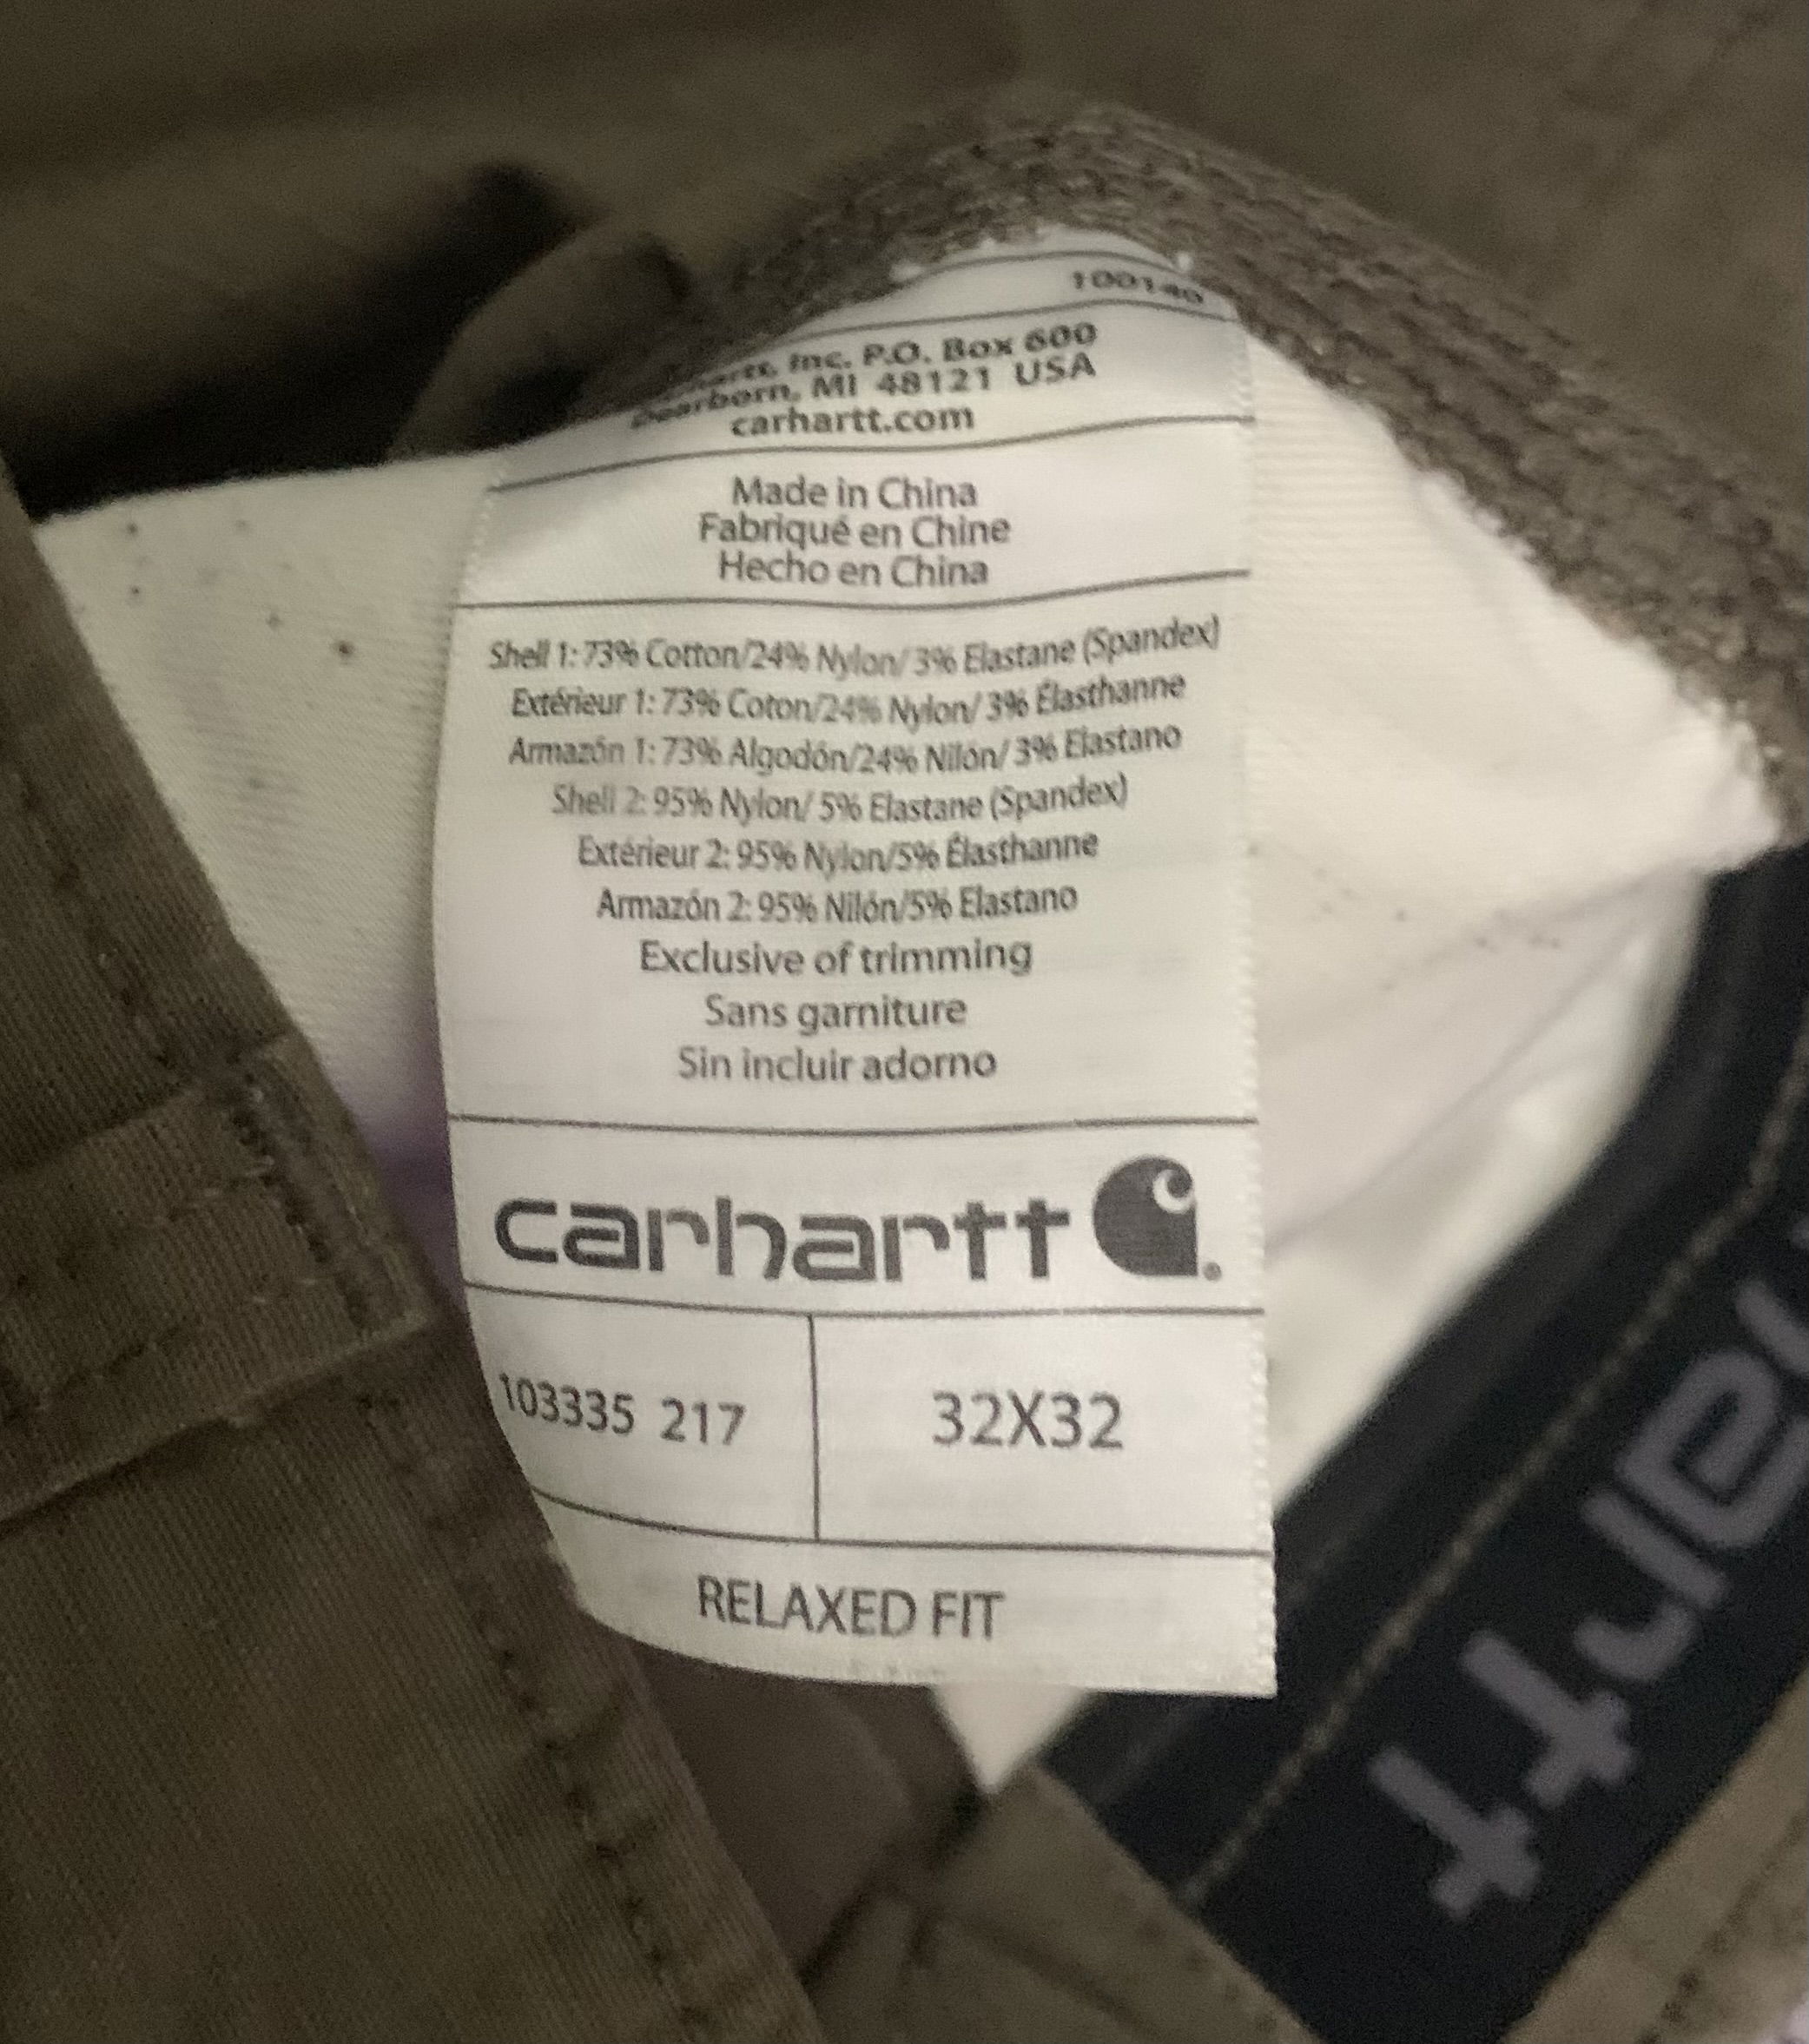 100140
Inc. P.O. Box 600
Dearborn, MI 48121 USA
carhartt.com
Made in China
Fabriqué en Chine
Hecho en China
Shell 1: 73% Cotton/24% Nylon/ 3% Elastane (Spandex)
Extérieur 1: 73% Coton/24% Nylon/ 3% Élasthanne
Armazón 1: 73% Algodón/24% Nilón/ 3% Elastano
Shell 2: 95% Nylon/ 5% Elastane (Spandex)
Extérieur 2: 95% Nylon/5% Élasthanne
Armazón 2: 95% Nilón/5% Elastano
Exclusive of trimming
Sans garniture
Sin incluir adorno
carhartt
103335 217
32X32
RELAXED FIT